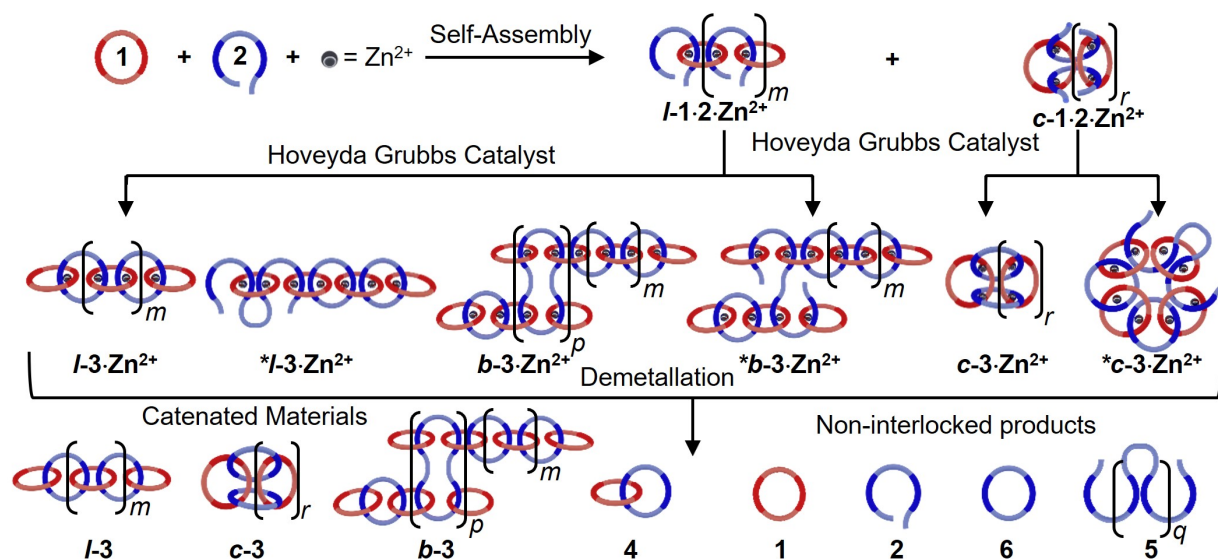 1 + 2 + = Zn²⁺ Self-Assembly l-1·2·Zn²⁺ m + c-1·2·Zn²⁺ r
Hoveyda Grubbs Catalyst Hoveyda Grubbs Catalyst
m p m m r
l-3·Zn²⁺ *l-3·Zn²⁺ b-3·Zn²⁺ *b-3·Zn²⁺ c-3·Zn²⁺ *c-3·Zn²⁺
Demetallation
Catenated Materials Non-interlocked products
m r p m q
l-3 c-3 b-3 4 1 2 6 5